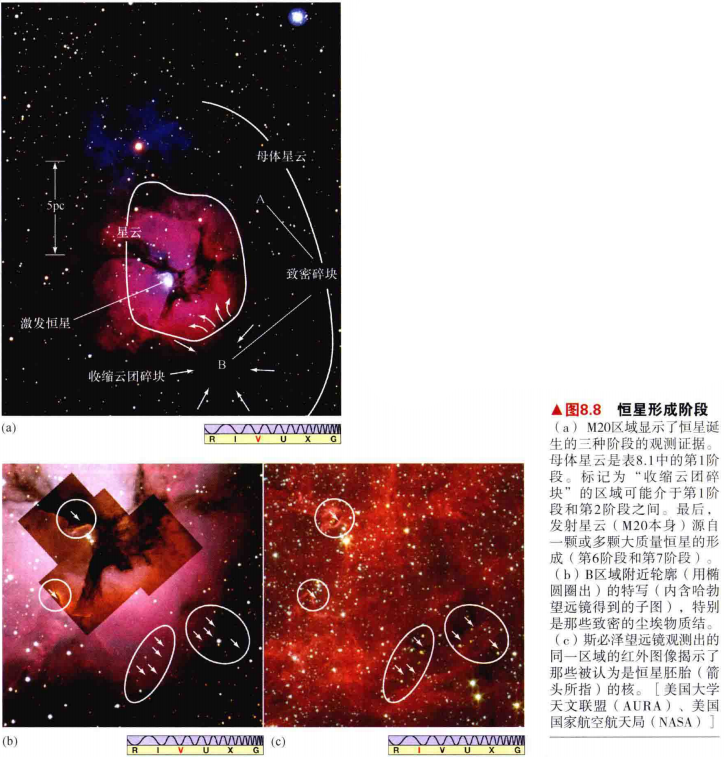 母体星云
A
5pc
星云
致密碎块
激发恒星
B
收缩云团碎块
(a)
R I V U X G
▲图8.8 恒星形成阶段
(a) M20区域显示了恒星诞
生的三种阶段的观测证据。
母体星云是表8.1中的第1阶
段。标记为“收缩云团碎
块”的区域可能介于第1阶
段和第2阶段之间。最后，
发射星云（M20本身）源自
一颗或多颗大质量恒星的形
成（第6阶段和第7阶段）。
(b) B区域附近轮廓（用椭
圆圈出）的特写（内含哈勃
望远镜得到的子图），特别
是那些致密的尘埃物质结。
(c) 斯必泽望远镜观测出的
同一区域的红外图像揭示了
那些被认为是恒星胚胎（箭
头所指）的核。［美国大学
天文联盟（AURA）、美国
国家航空航天局（NASA）］
(b)
R I V U X G
(c)
R I V U X G